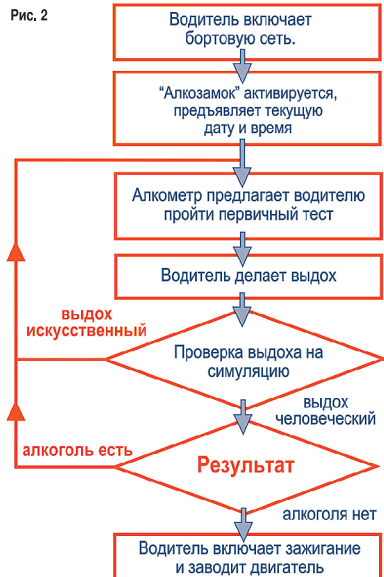 Рис. 2
Водитель включает
бортовую сеть.
“Алкозамок” активируется,
предъявляет текущую
дату и время
Алкометр предлагает водителю
пройти первичный тест
Водитель делает выдох
выдох
искусственный
Проверка выдоха на
симуляцию
выдох
человеческий
алкоголь есть
Результат
алкоголя нет
Водитель включает зажигание
и заводит двигатель